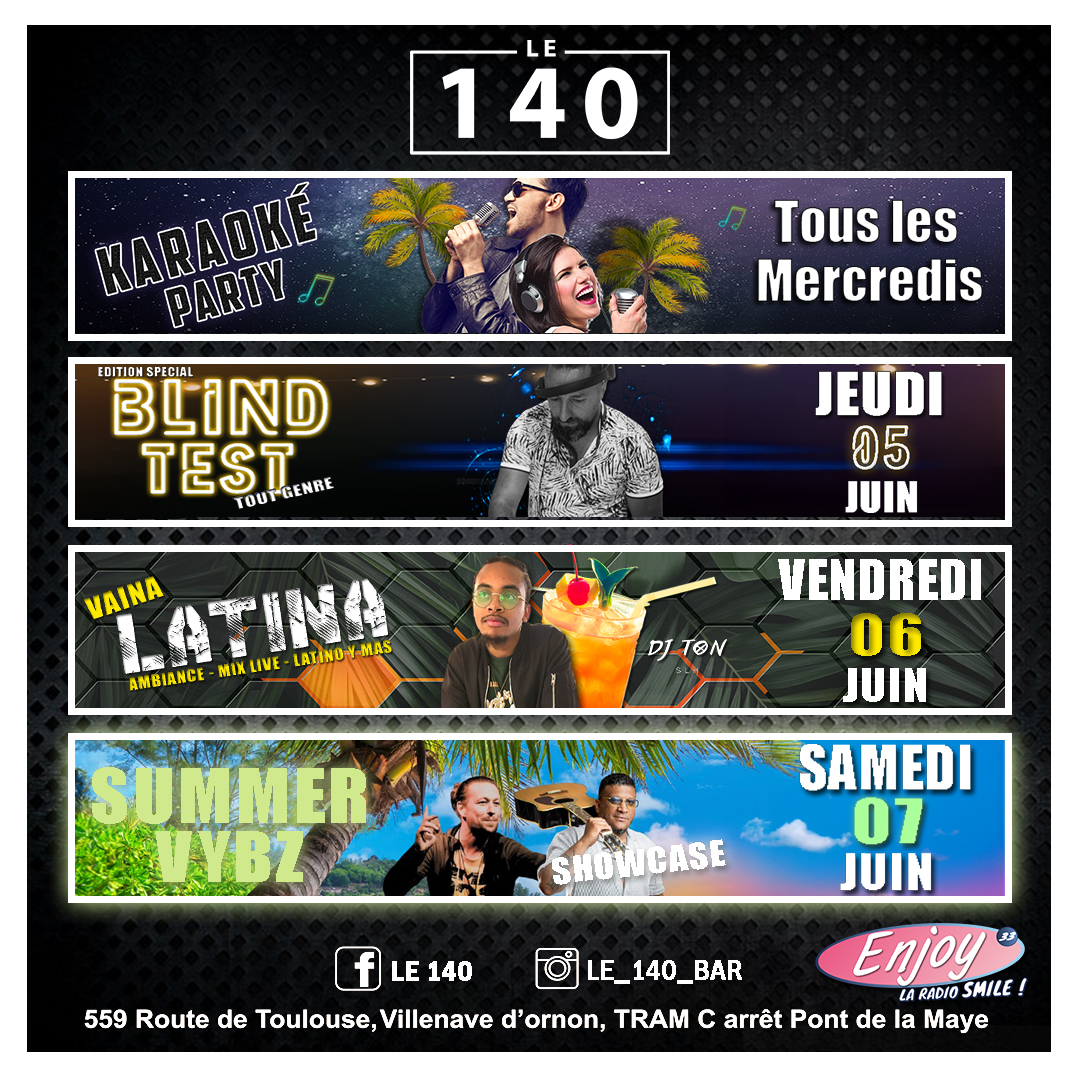 LE
140
KARAOKÉ
PARTY
Tous les
Mercredis
EDITION SPECIAL
BLIND
TEST
TOUT GENRE
JEUDI
05
JUIN
VAINA
LATINA
AMBIANCE - MIX LIVE - LATINO Y MAS
DJ TON
SLM
VENDREDI
06
JUIN
SUMMER
VYBZ
SHOWCASE
SAMEDI
07
JUIN
LE 140
LE_140_BAR
Enjoy 33
LA RADIO SMILE !
559 Route de Toulouse, Villenave d'ornon, TRAM C arrêt Pont de la Maye